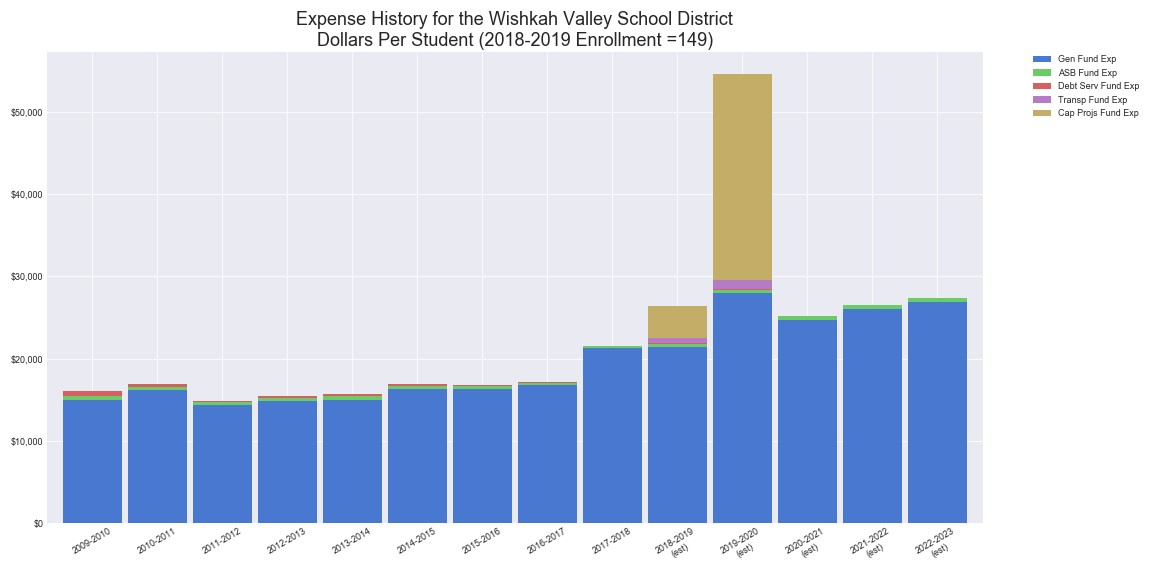 Expense History for the Wishkah Valley School District
Dollars Per Student (2018-2019 Enrollment =149)
Gen Fund Exp
ASB Fund Exp
Debt Serv Fund Exp
Transp Fund Exp
Cap Projs Fund Exp
$50,000
$40,000
$30,000
$20,000
$10,000
$0
2009-2010
2010-2011
2011-2012
2012-2013
2013-2014
2014-2015
2015-2016
2016-2017
2017-2018
2018-2019
(est)
2019-2020
(est)
2020-2021
(est)
2021-2022
(est)
2022-2023
(est)